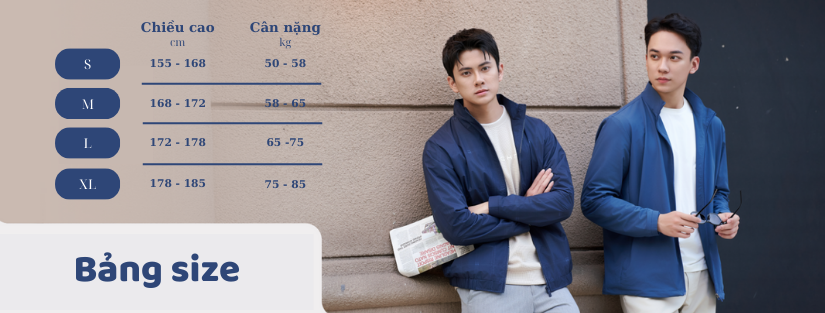 Chiều cao Cân nặng
cm kg
S 155 - 168 50 - 58
M 168 - 172 58 - 65
L 172 - 178 65 -75
XL 178 - 185 75 - 85
Bảng size